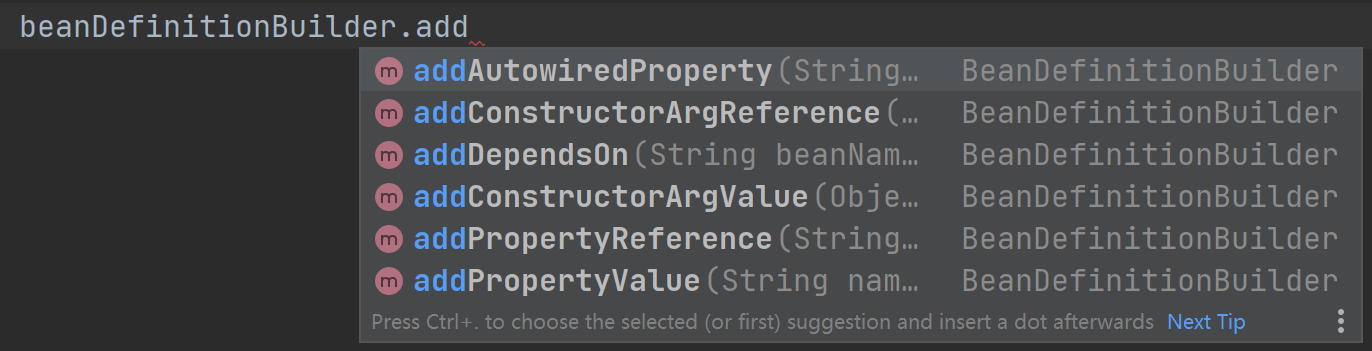 beanDefinitionBuilder.add
m addAutowiredProperty(String… BeanDefinitionBuilder
m addConstructorArgReference(… BeanDefinitionBuilder
m addDependsOn(String beanNam… BeanDefinitionBuilder
m addConstructorArgValue(Obje… BeanDefinitionBuilder
m addPropertyReference(String… BeanDefinitionBuilder
m addPropertyValue(String nam… BeanDefinitionBuilder
Press Ctrl+. to choose the selected (or first) suggestion and insert a dot afterwards Next Tip